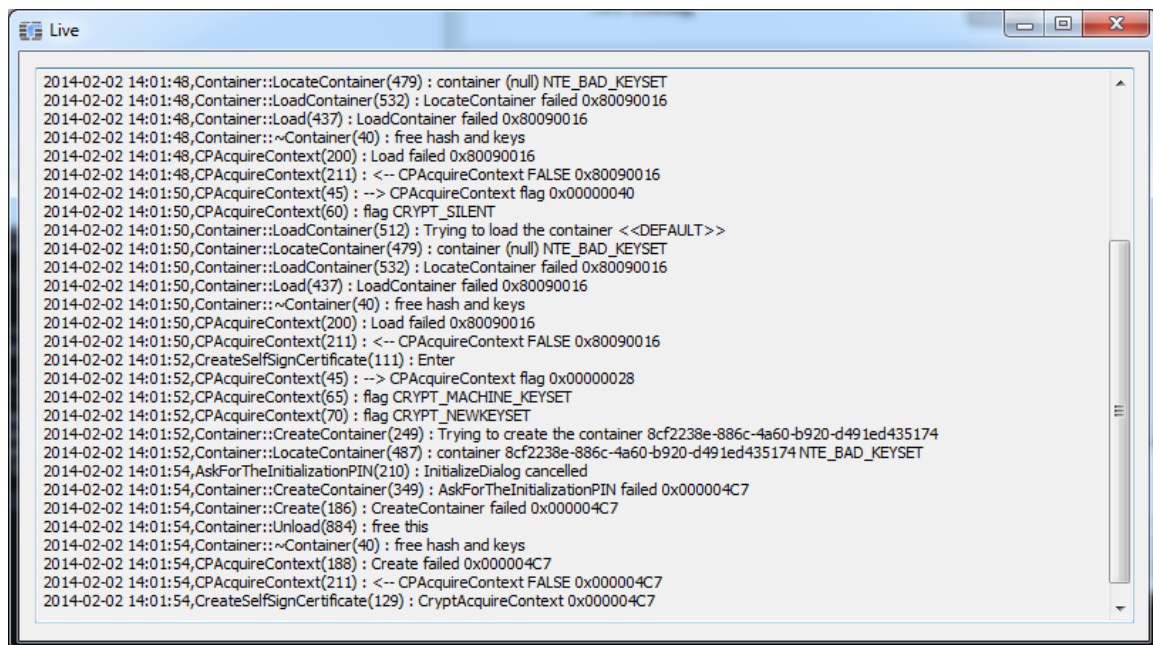 Live
2014-02-02 14:01:48,Container::LocateContainer(479) : container (null) NTE_BAD_KEYSET
2014-02-02 14:01:48,Container::LoadContainer(532) : LocateContainer failed 0x80090016
2014-02-02 14:01:48,Container::Load(437) : LoadContainer failed 0x80090016
2014-02-02 14:01:48,Container::~Container(40) : free hash and keys
2014-02-02 14:01:48,CPAcquireContext(200) : Load failed 0x80090016
2014-02-02 14:01:48,CPAcquireContext(211) : <-- CPAcquireContext FALSE 0x80090016
2014-02-02 14:01:50,CPAcquireContext(45) : --> CPAcquireContext flag 0x00000040
2014-02-02 14:01:50,CPAcquireContext(60) : flag CRYPT_SILENT
2014-02-02 14:01:50,Container::LoadContainer(512) : Trying to load the container <<DEFAULT>>
2014-02-02 14:01:50,Container::LocateContainer(479) : container (null) NTE_BAD_KEYSET
2014-02-02 14:01:50,Container::LoadContainer(532) : LocateContainer failed 0x80090016
2014-02-02 14:01:50,Container::Load(437) : LoadContainer failed 0x80090016
2014-02-02 14:01:50,Container::~Container(40) : free hash and keys
2014-02-02 14:01:50,CPAcquireContext(200) : Load failed 0x80090016
2014-02-02 14:01:50,CPAcquireContext(211) : <-- CPAcquireContext FALSE 0x80090016
2014-02-02 14:01:52,CreateSelfSignCertificate(111) : Enter
2014-02-02 14:01:52,CPAcquireContext(45) : --> CPAcquireContext flag 0x00000028
2014-02-02 14:01:52,CPAcquireContext(65) : flag CRYPT_MACHINE_KEYSET
2014-02-02 14:01:52,CPAcquireContext(70) : flag CRYPT_NEWKEYSET
2014-02-02 14:01:52,Container::CreateContainer(249) : Trying to create the container 8cf2238e-886c-4a60-b920-d491ed435174
2014-02-02 14:01:52,Container::LocateContainer(487) : container 8cf2238e-886c-4a60-b920-d491ed435174 NTE_BAD_KEYSET
2014-02-02 14:01:54,AskForTheInitializationPIN(210) : InitializeDialog cancelled
2014-02-02 14:01:54,Container::CreateContainer(349) : AskForTheInitializationPIN failed 0x000004C7
2014-02-02 14:01:54,Container::Create(186) : CreateContainer failed 0x000004C7
2014-02-02 14:01:54,Container::Unload(884) : free this
2014-02-02 14:01:54,Container::~Container(40) : free hash and keys
2014-02-02 14:01:54,CPAcquireContext(188) : Create failed 0x000004C7
2014-02-02 14:01:54,CPAcquireContext(211) : <-- CPAcquireContext FALSE 0x000004C7
2014-02-02 14:01:54,CreateSelfSignCertificate(129) : CryptAcquireContext 0x000004C7